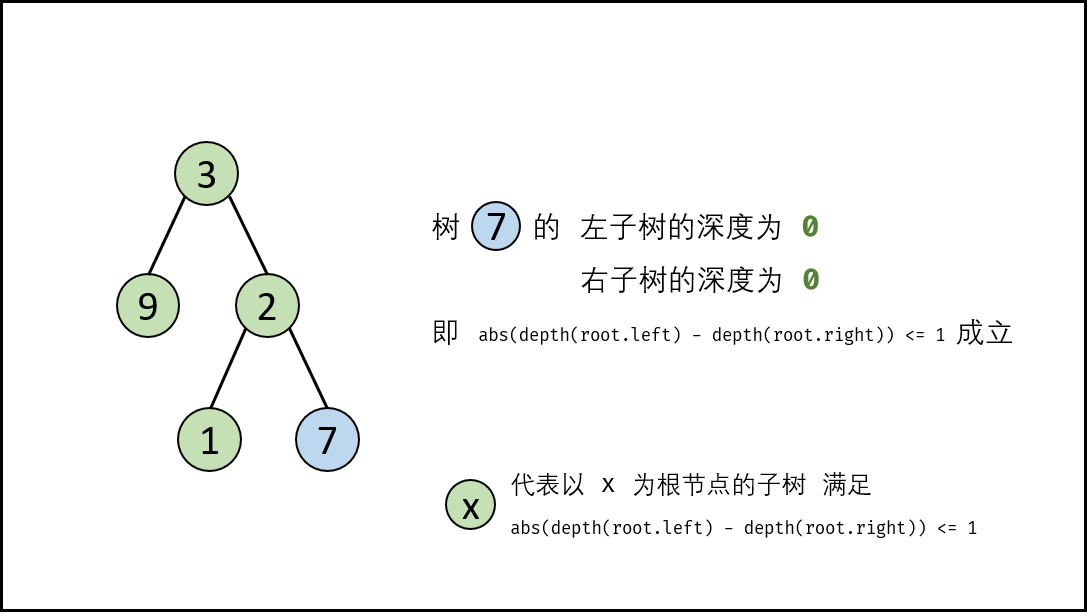 3
9
2
1
7
树 7 的 左子树的深度为 0
右子树的深度为 0
即 abs(depth(root.left) - depth(root.right)) <= 1 成立
x 代表以 x 为根节点的子树 满足
abs(depth(root.left) - depth(root.right)) <= 1